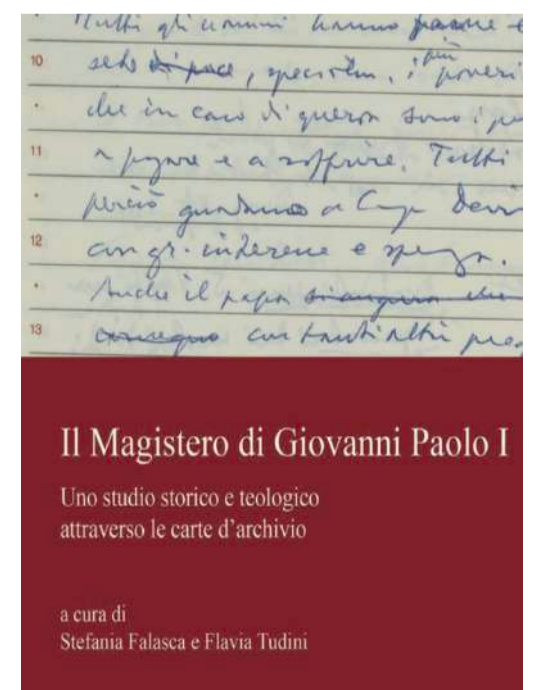 Tutti gli uomini hanno fame e
10 sete di pace, specialm. i più poveri
che in caso di guerra sono i più
11 a pagare e a soffrire. Tutti
perciò guardano a Camp David
12 con gr. interesse e speranza.
Anche il papa
13 con tanti altri
Il Magistero di Giovanni Paolo I
Uno studio storico e teologico
attraverso le carte d'archivio
a cura di
Stefania Falasca e Flavia Tudini